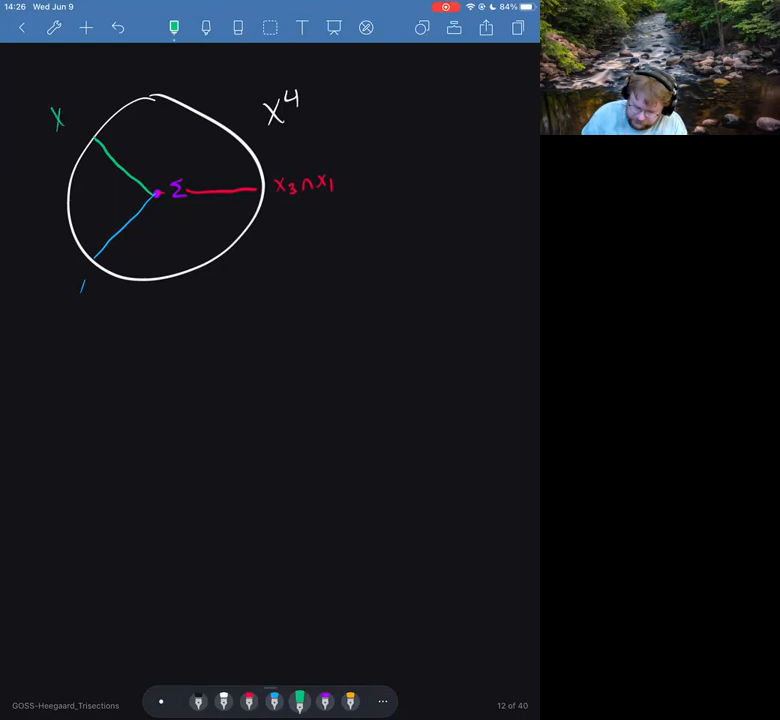 14:26 Wed Jun 9
84%
X⁴
X
X₃∩X₁
Σ
GOSS-Heegaard_Trisections
12 of 40